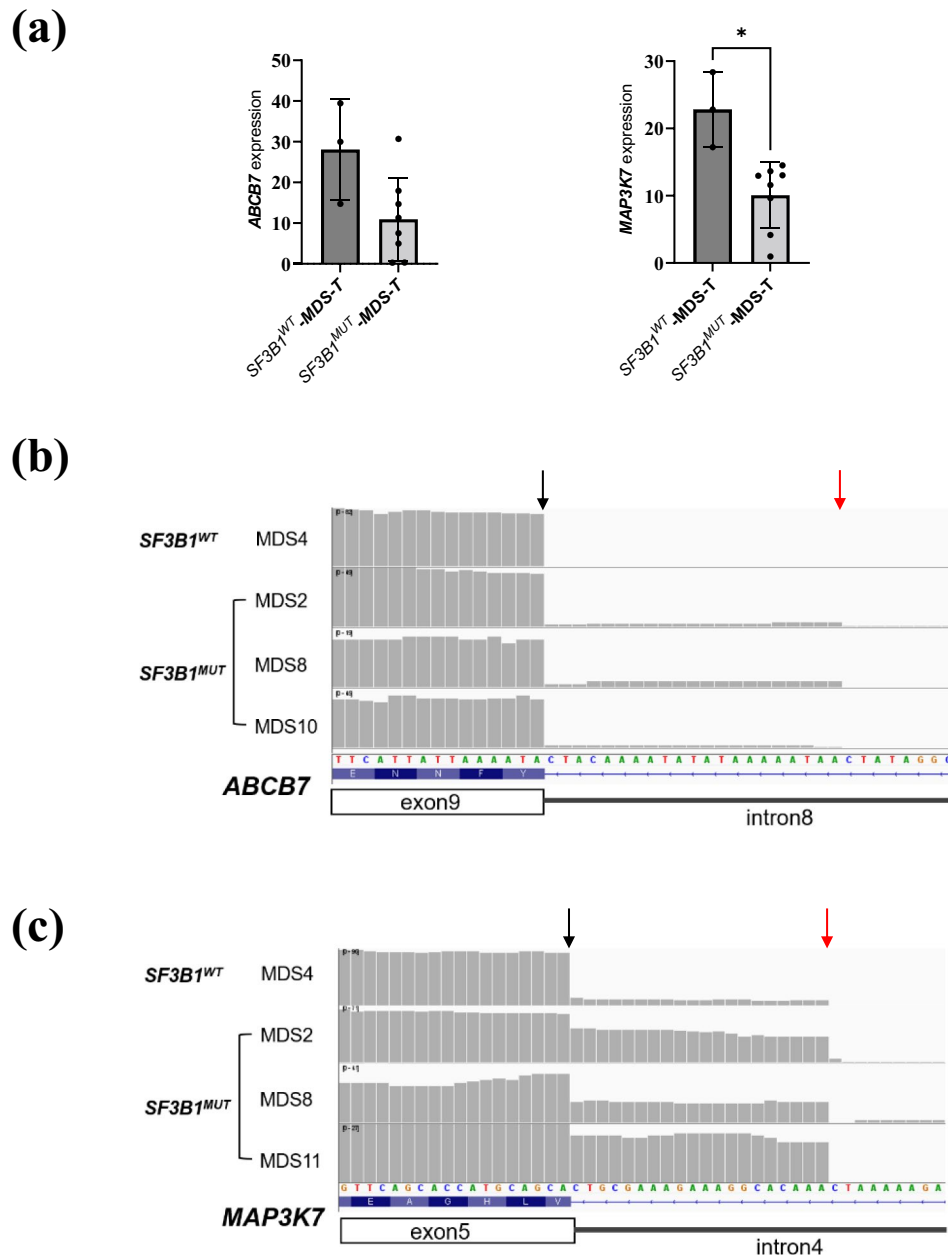 (a)
50
40
30
20
10
0
ABCB7 expression
SF3B1WT-MDS-T
SF3B1MUT-MDS-T
*
30
20
10
0
MAP3K7 expression
SF3B1WT-MDS-T
SF3B1MUT-MDS-T
(b)
SF3B1WT MDS4
MDS2
SF3B1MUT MDS8
MDS10
T T C A T T A T T A A A A T A C T A C A A A A T A T A T A A A A A T A A C T A T A G G C
E N N F Y
ABCB7
exon9
intron8
(c)
SF3B1WT MDS4
MDS2
SF3B1MUT MDS8
MDS11
G T T C A G C A C C A T G C A G C A C T G C G A A A G A A A G G C A C A A A C T A A A A A G A
E A G H L V
MAP3K7
exon5
intron4